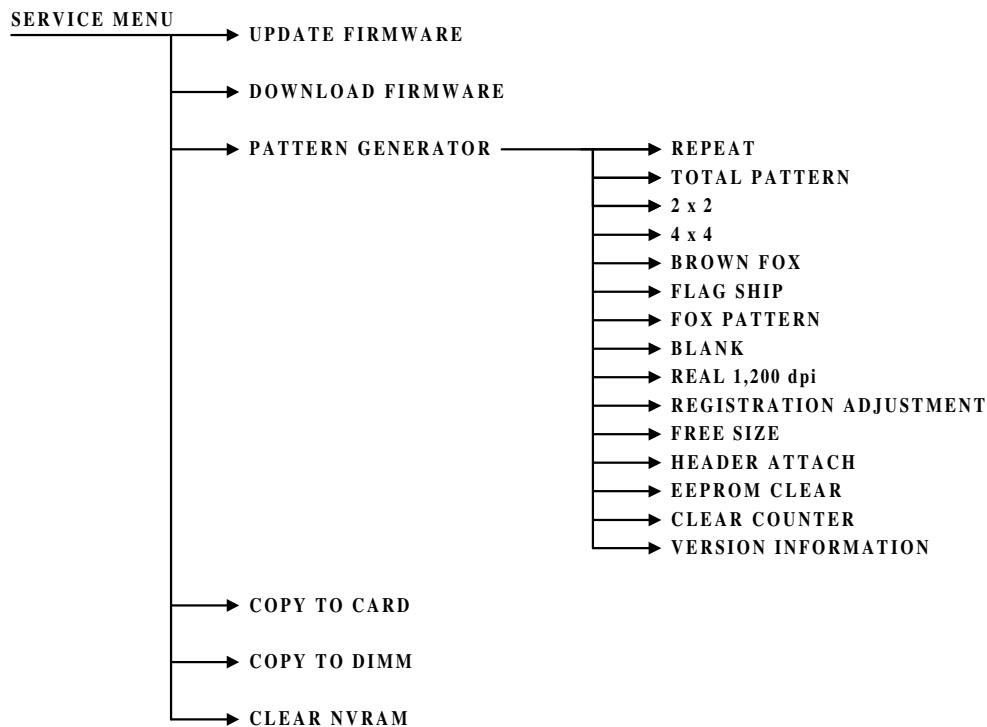 SERVICE MENU
UPDATE FIRMWARE
DOWNLOAD FIRMWARE
PATTERN GENERATOR
REPEAT
TOTAL PATTERN
2 x 2
4 x 4
BROWN FOX
FLAG SHIP
FOX PATTERN
BLANK
REAL 1,200 dpi
REGISTRATION ADJUSTMENT
FREE SIZE
HEADER ATTACH
EEPROM CLEAR
CLEAR COUNTER
VERSION INFORMATION
COPY TO CARD
COPY TO DIMM
CLEAR NVRAM